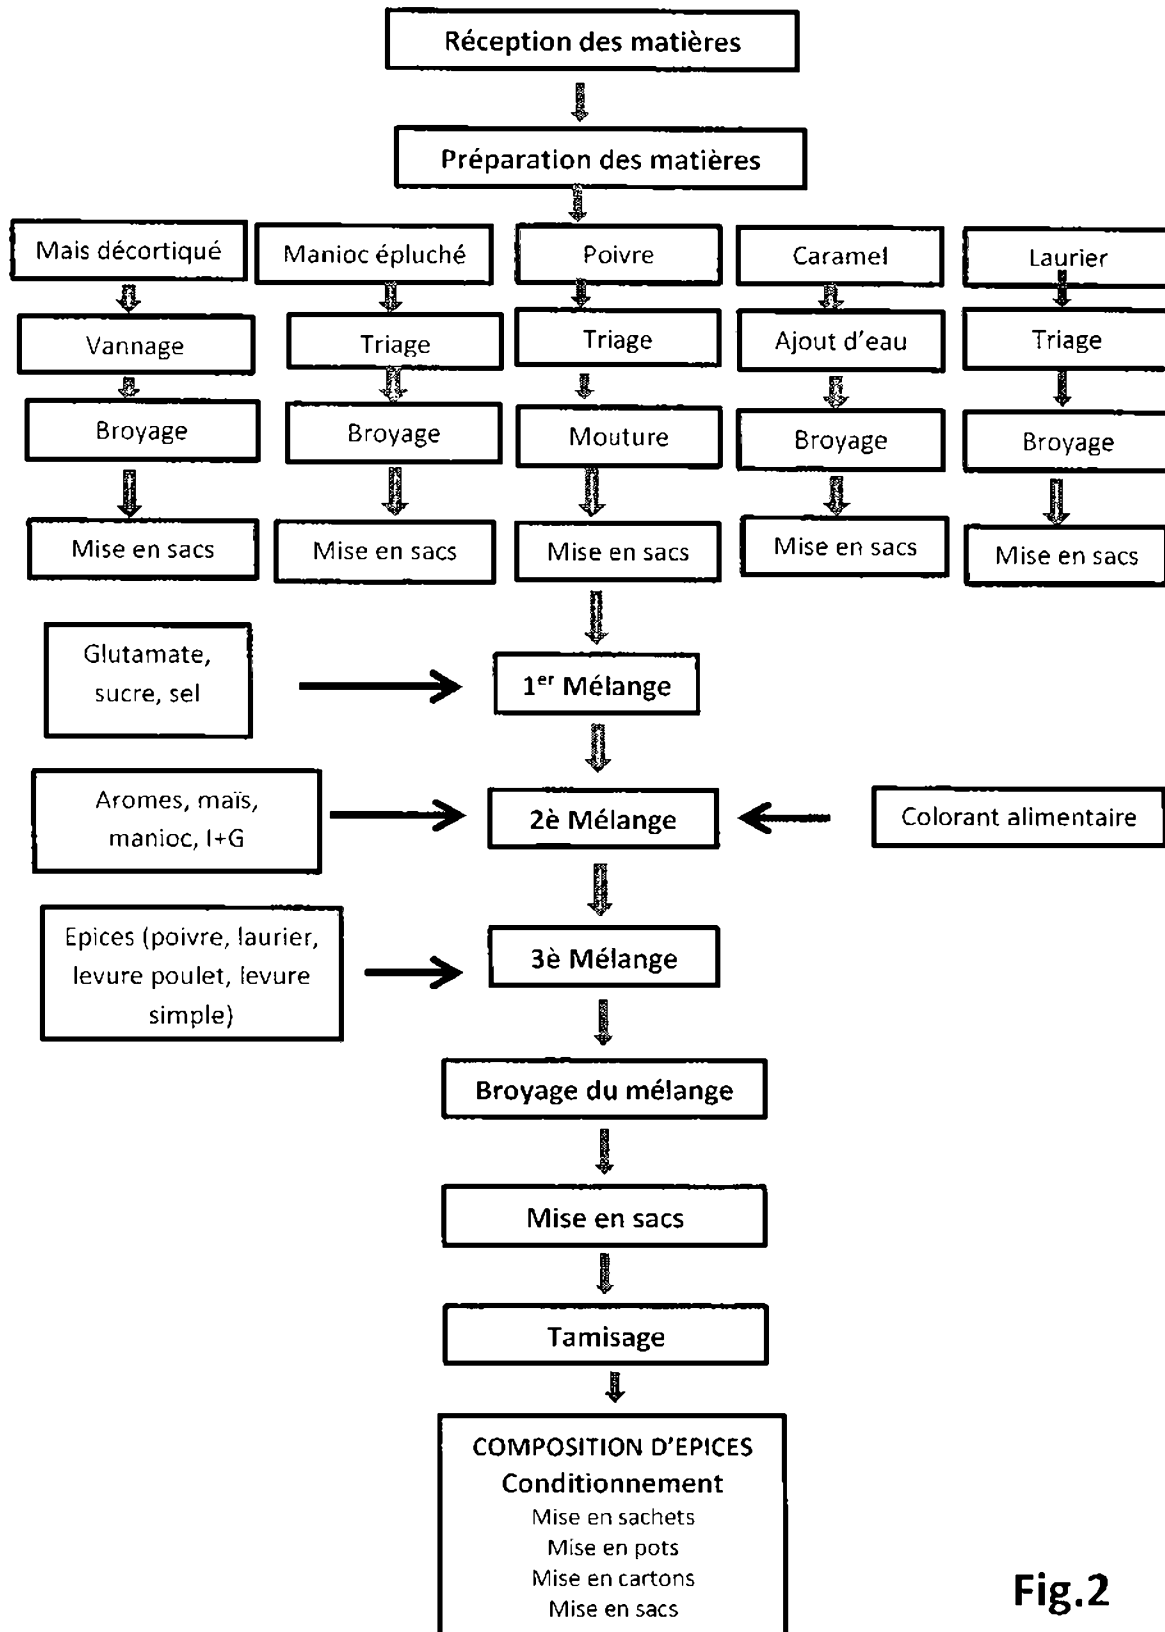 Réception des matières
Préparation des matières
Mais décortiqué
Manioc épluché
Poivre
Caramel
Laurier
Vannage
Triage
Triage
Ajout d'eau
Triage
Broyage
Broyage
Mouture
Broyage
Broyage
Mise en sacs
Mise en sacs
Mise en sacs
Mise en sacs
Mise en sacs
Glutamate,
sucre, sel
1er Mélange
Aromes, maïs,
manioc, I+G
2è Mélange
Colorant alimentaire
Epices (poivre, laurier,
levure poulet, levure
simple)
3è Mélange
Broyage du mélange
Mise en sacs
Tamisage
COMPOSITION D'EPICES
Conditionnement
Mise en sachets
Mise en pots
Mise en cartons
Mise en sacs
Fig.2